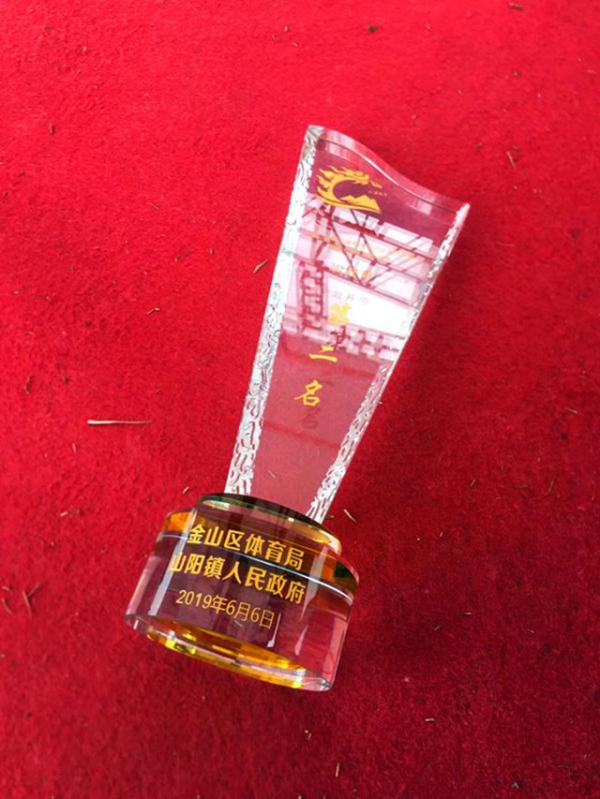 第
二
名
金山区体育局
山阳镇人民政府
2019年6月6日